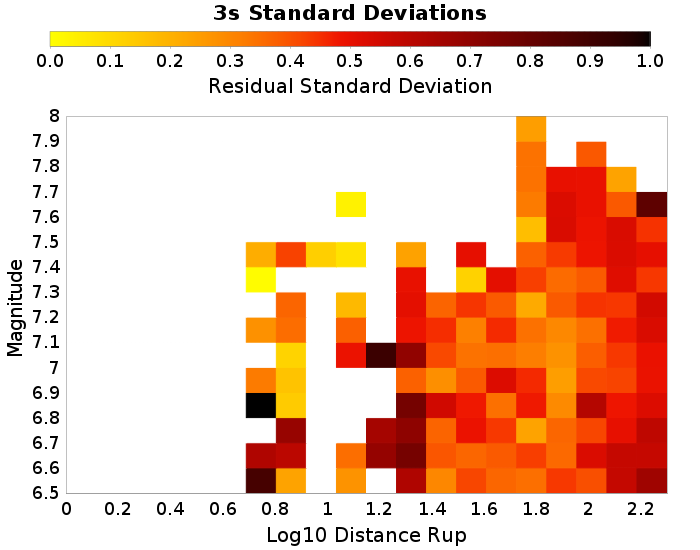 3s Standard Deviations
0.0 0.1 0.2 0.3 0.4 0.5 0.6 0.7 0.8 0.9 1.0
Residual Standard Deviation
Magnitude
8
7.9
7.8
7.7
7.6
7.5
7.4
7.3
7.2
7.1
7
6.9
6.8
6.7
6.6
6.5
0 0.2 0.4 0.6 0.8 1 1.2 1.4 1.6 1.8 2 2.2
Log10 Distance Rup